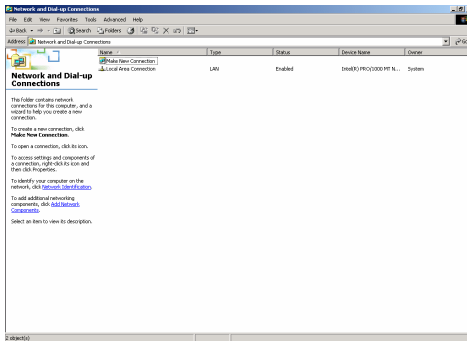 Network and Dial-up Connections
File Edit View Favorites Tools Advanced Help
Back Search Folders
Address Network and Dial-up Connections Go
Network and Dial-up
Connections
This folder contains network
connections for this computer, and a
wizard to help you create a new
connection.
To create a new connection, click
Make New Connection.
To open a connection, click its icon.
To access settings and components of
a connection, right-click its icon and
then click Properties.
To identify your computer on the
network, click Network Identification.
To add additional networking
components, click Add Network
Components.
Select an item to view its description.
Name Type Status Device Name Owner
Make New Connection
Local Area Connection LAN Enabled Intel(R) PRO/1000 MT N... System
2 object(s)